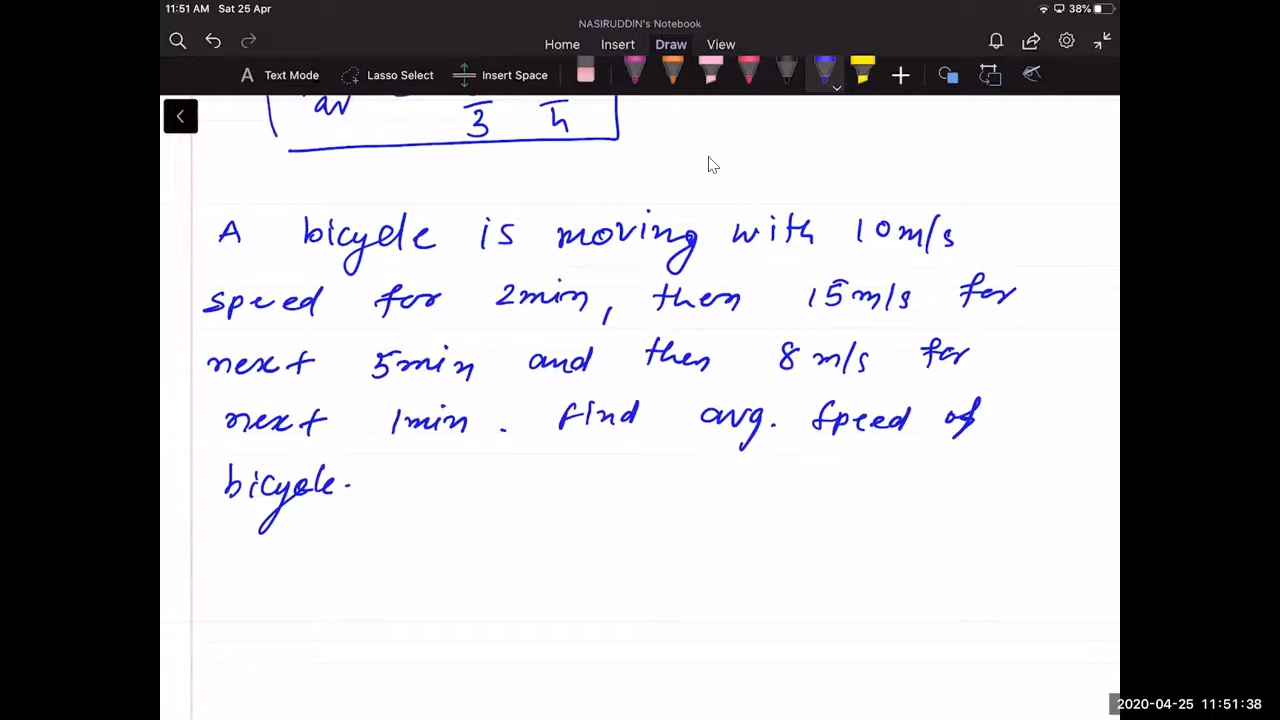 11:51 AM Sat 25 Apr
38%
NASIRUDDIN's Notebook
Home Insert Draw View
Text Mode Lasso Select Insert Space
av
3 h
A bicycle is moving with 10m/s
speed for 2min, then 15m/s for
next 5min and then 8 m/s for
next 1min. Find avg. speed of
bicycle.
2020-04-25 11:51:38